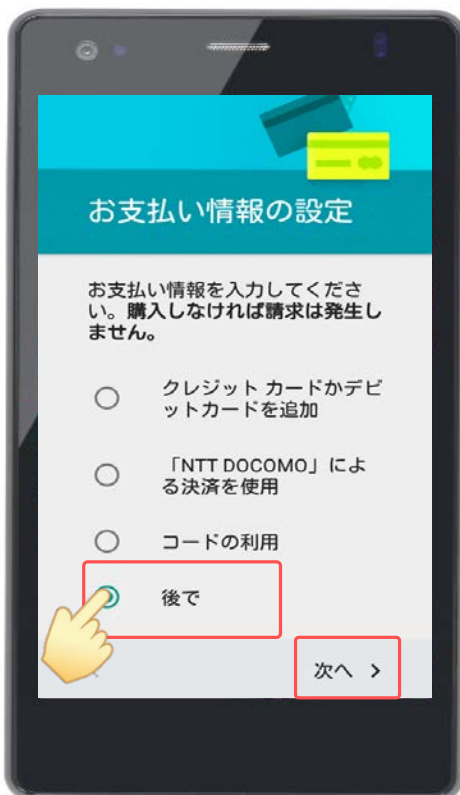 お支払い情報の設定
お支払い情報を入力してくださ
い。購入しなければ請求は発生し
ません。
クレジット カードかデビ
ットカードを追加
「NTT DOCOMO」によ
る決済を使用
コードの利用
後で
次へ